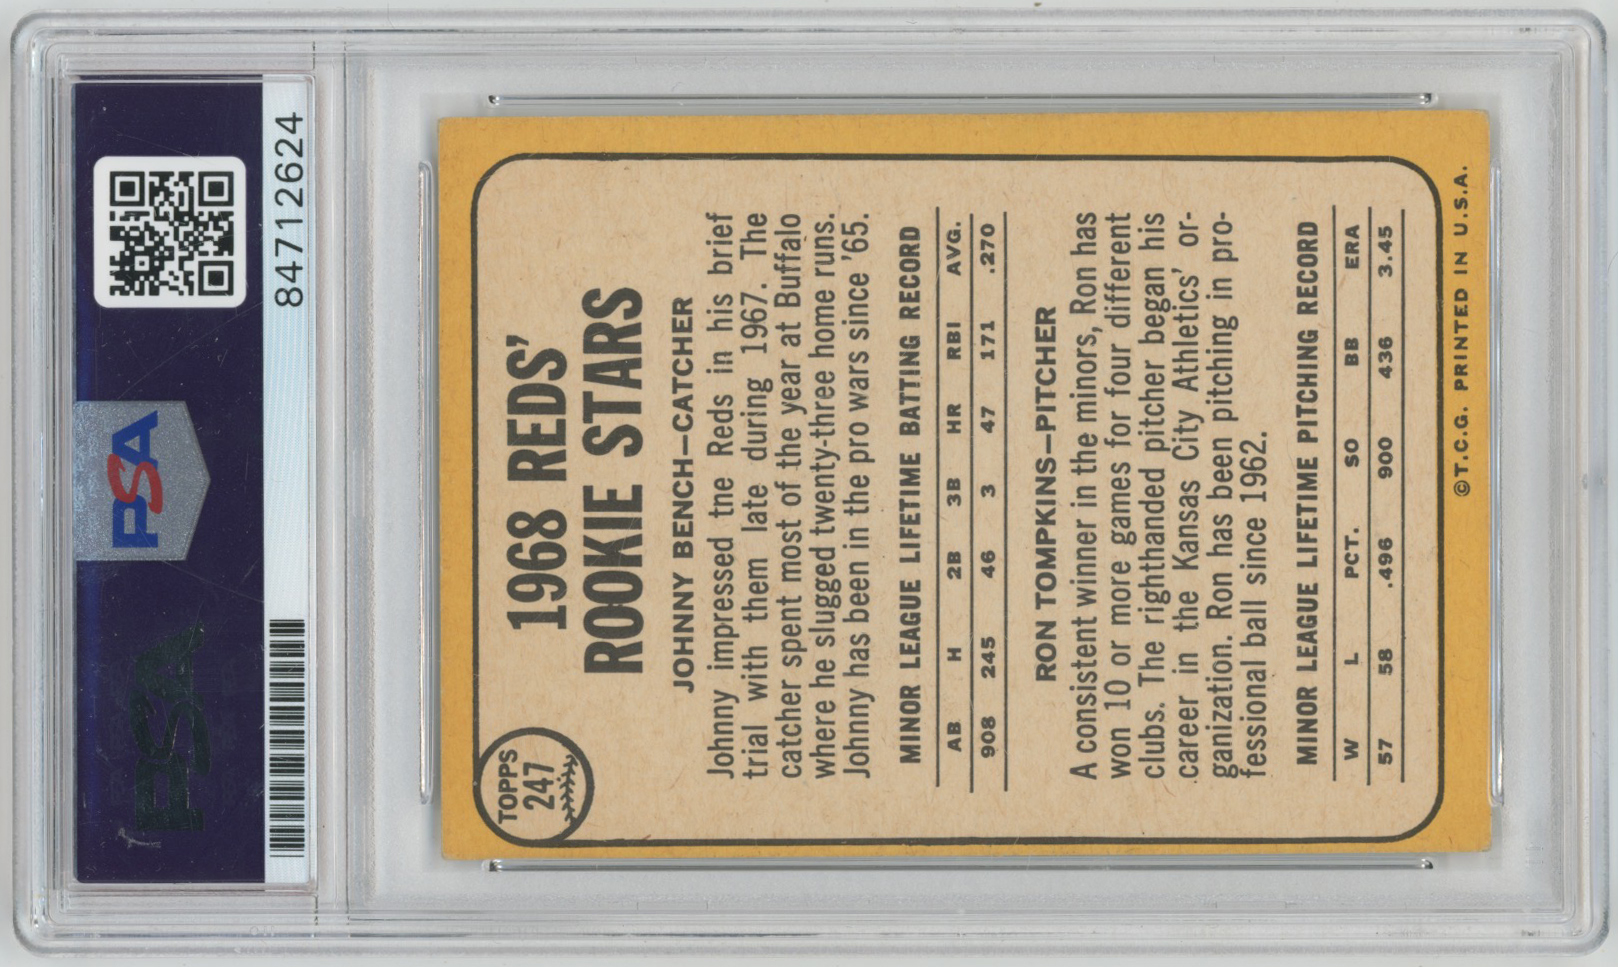 PSA
84712624
PSA
TOPPS
247
1968 REDS'
ROOKIE STARS
JOHNNY BENCH—CATCHER
Johnny impressed the Reds in his brief
trial with them late during 1967. The
catcher spent most of the year at Buffalo
where he slugged twenty-three home runs.
Johnny has been in the pro wars since '65.
MINOR LEAGUE LIFETIME BATTING RECORD
AB H 2B 3B HR RBI AVG.
908 245 46 3 47 171 .270
RON TOMPKINS—PITCHER
A consistent winner in the minors, Ron has
won 10 or more games for four different
clubs. The righthanded pitcher began his
career in the Kansas City Athletics' or-
ganization. Ron has been pitching in pro-
fessional ball since 1962.
MINOR LEAGUE LIFETIME PITCHING RECORD
W L PCT. SO BB ERA
57 58 .496 900 436 3.45
©T.C.G. PRINTED IN U.S.A.